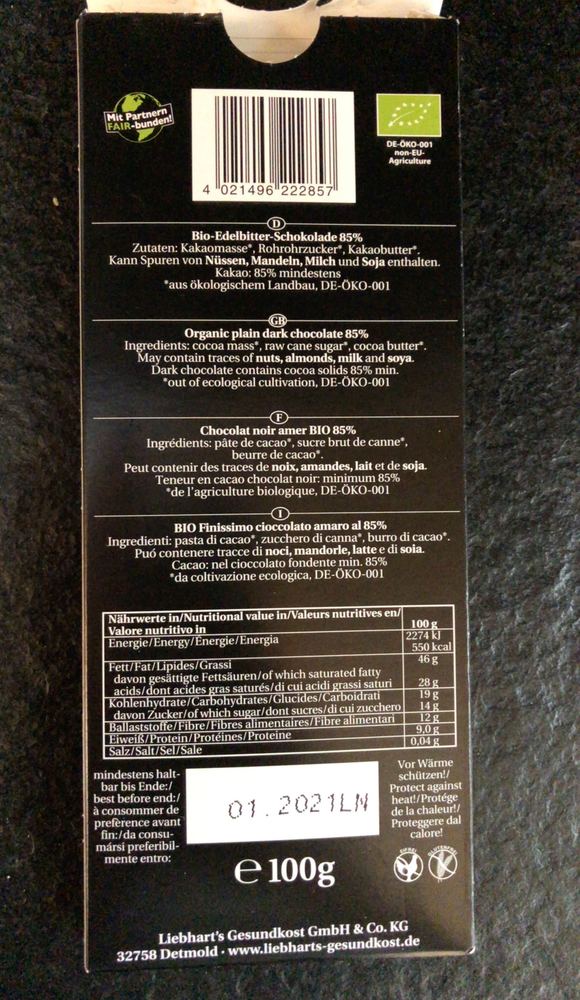 Mit Partnern
FAIR-bunden!
4 021496 222857
DE-ÖKO-001
non-EU-
Agriculture
D
Bio-Edelbitter-Schokolade 85%
Zutaten: Kakaomasse*, Rohrohrzucker*, Kakaobutter*.
Kann Spuren von Nüssen, Mandeln, Milch und Soja enthalten.
Kakao: 85% mindestens
*aus ökologischem Landbau, DE-ÖKO-001
GB
Organic plain dark chocolate 85%
Ingredients: cocoa mass*, raw cane sugar*, cocoa butter*.
May contain traces of nuts, almonds, milk and soya.
Dark chocolate contains cocoa solids 85% min.
*out of ecological cultivation, DE-ÖKO-001
F
Chocolat noir amer BIO 85%
Ingrédients: pâte de cacao*, sucre brut de canne*,
beurre de cacao*.
Peut contenir des traces de noix, amandes, lait et de soja.
Teneur en cacao chocolat noir: minimum 85%
*de l'agriculture biologique, DE-ÖKO-001
I
BIO Finissimo cioccolato amaro al 85%
Ingredienti: pasta di cacao*, zucchero di canna*, burro di cacao*.
Puó contenere tracce di noci, mandorle, latte e di soia.
Cacao: nel cioccolato fondente min. 85%
*da coltivazione ecologica, DE-ÖKO-001
Nährwerte in/Nutritional value in/Valeurs nutritives en/
Valore nutritivo in 100 g
Energie/Energy/Énergie/Energia 2274 kJ
550 kcal
Fett/Fat/Lipides/Grassi 46 g
davon gesättigte Fettsäuren/of which saturated fatty
acids/dont acides gras saturés/di cui acidi grassi saturi 28 g
Kohlenhydrate/Carbohydrates/Glucides/Carboidrati 19 g
davon Zucker/of which sugar/dont sucres/di cui zucchero 14 g
Ballaststoffe/Fibre/Fibres alimentaires/Fibre alimentari 12 g
Eiweiß/Protein/Protéines/Proteine 9,0 g
Salz/Salt/Sel/Sale 0,04 g
mindestens halt-
bar bis Ende:/
best before end:/
à consommer de
prefèrence avant
fin:/da consu-
mársi preferibil-
mente entro:
01.2021LN
Vor Wärme
schützen!/
Protect against
heat!/Protége
de la chaleur!/
Proteggere dal
calore!
e 100g
EIFREI
GLUTENFREI
Liebhart's Gesundkost GmbH & Co. KG
32758 Detmold · www.liebharts-gesundkost.de